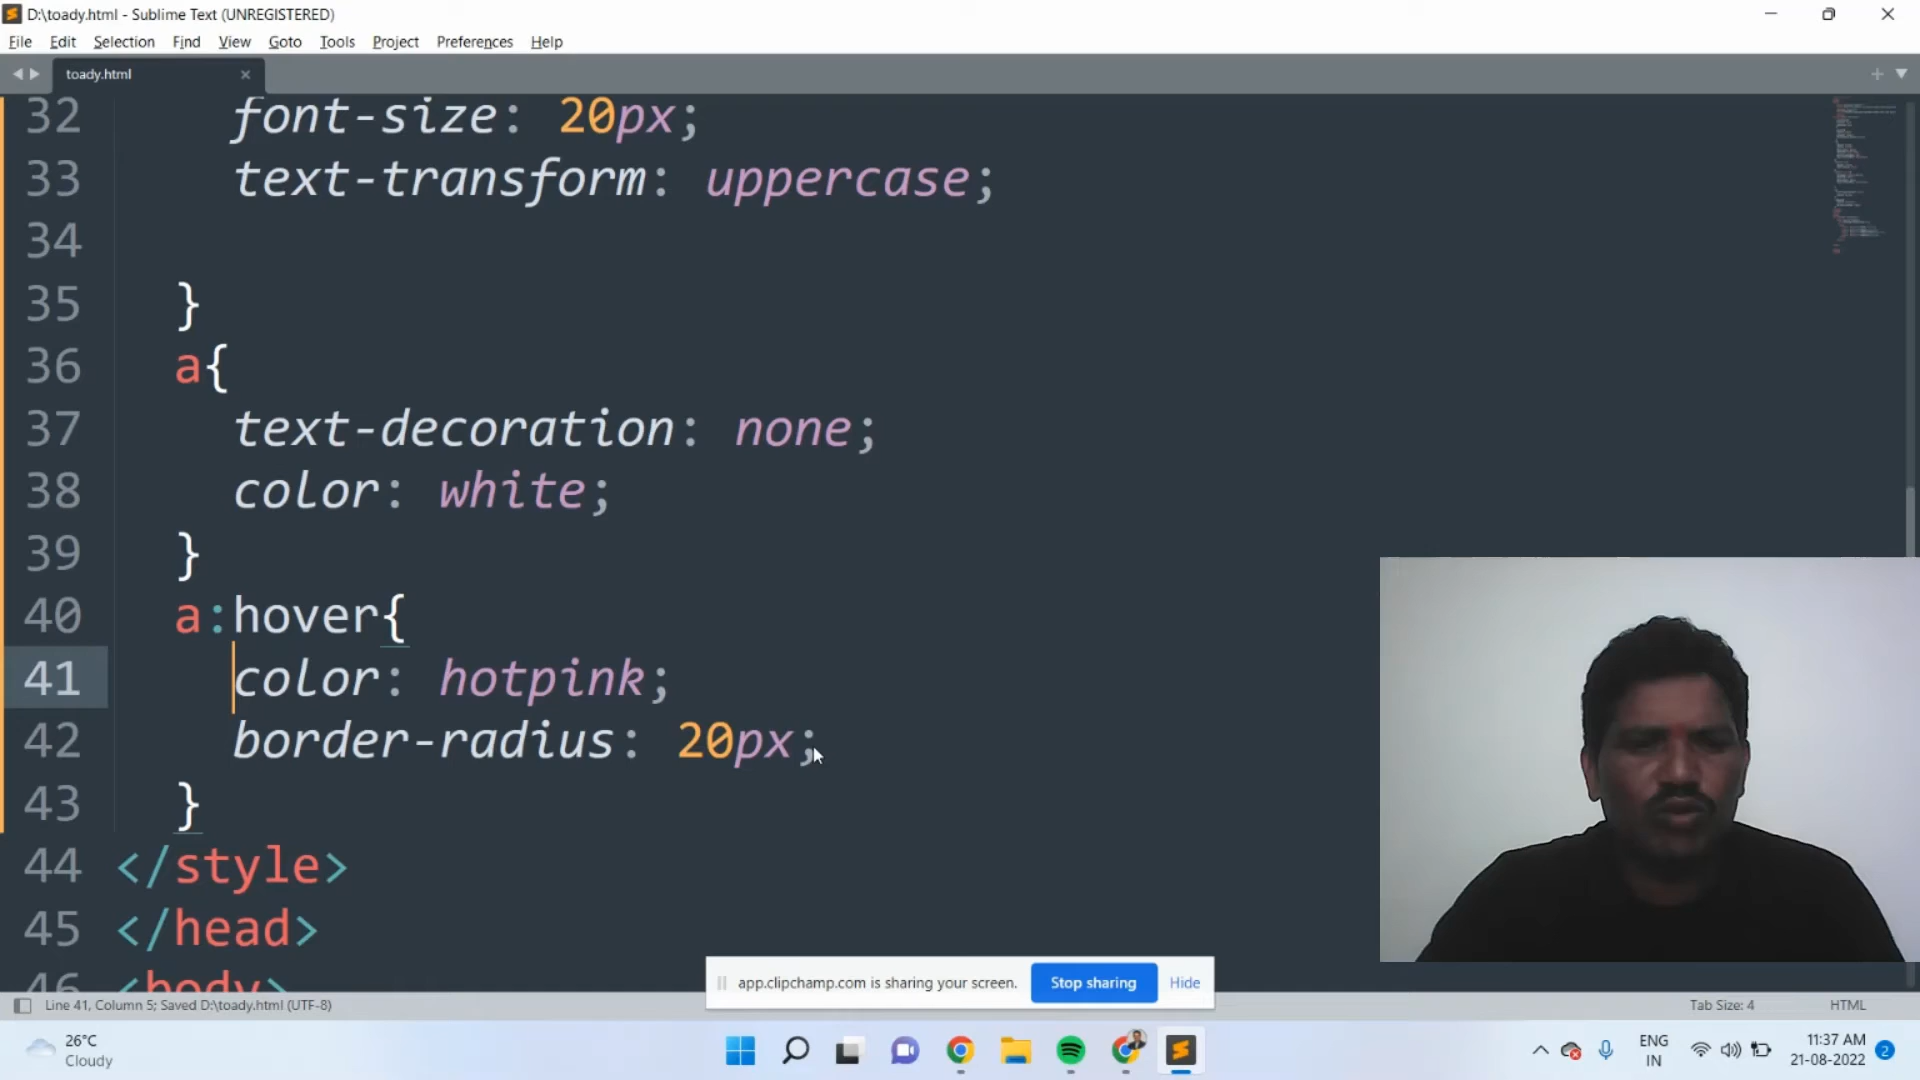 D:\toady.html - Sublime Text (UNREGISTERED)
File Edit Selection Find View Goto Tools Project Preferences Help
toady.html
32 font-size: 20px;
33 text-transform: uppercase;
34
35 }
36 a{
37 text-decoration: none;
38 color: white;
39 }
40 a:hover{
41 color: hotpink;
42 border-radius: 20px;
43 }
44 </style>
45 </head>
46 <body>
app.clipchamp.com is sharing your screen. Stop sharing Hide
Line 41, Column 5; Saved D:\toady.html (UTF-8) Tab Size: 4 HTML
26°C
Cloudy
ENG
IN
11:37 AM
21-08-2022
2